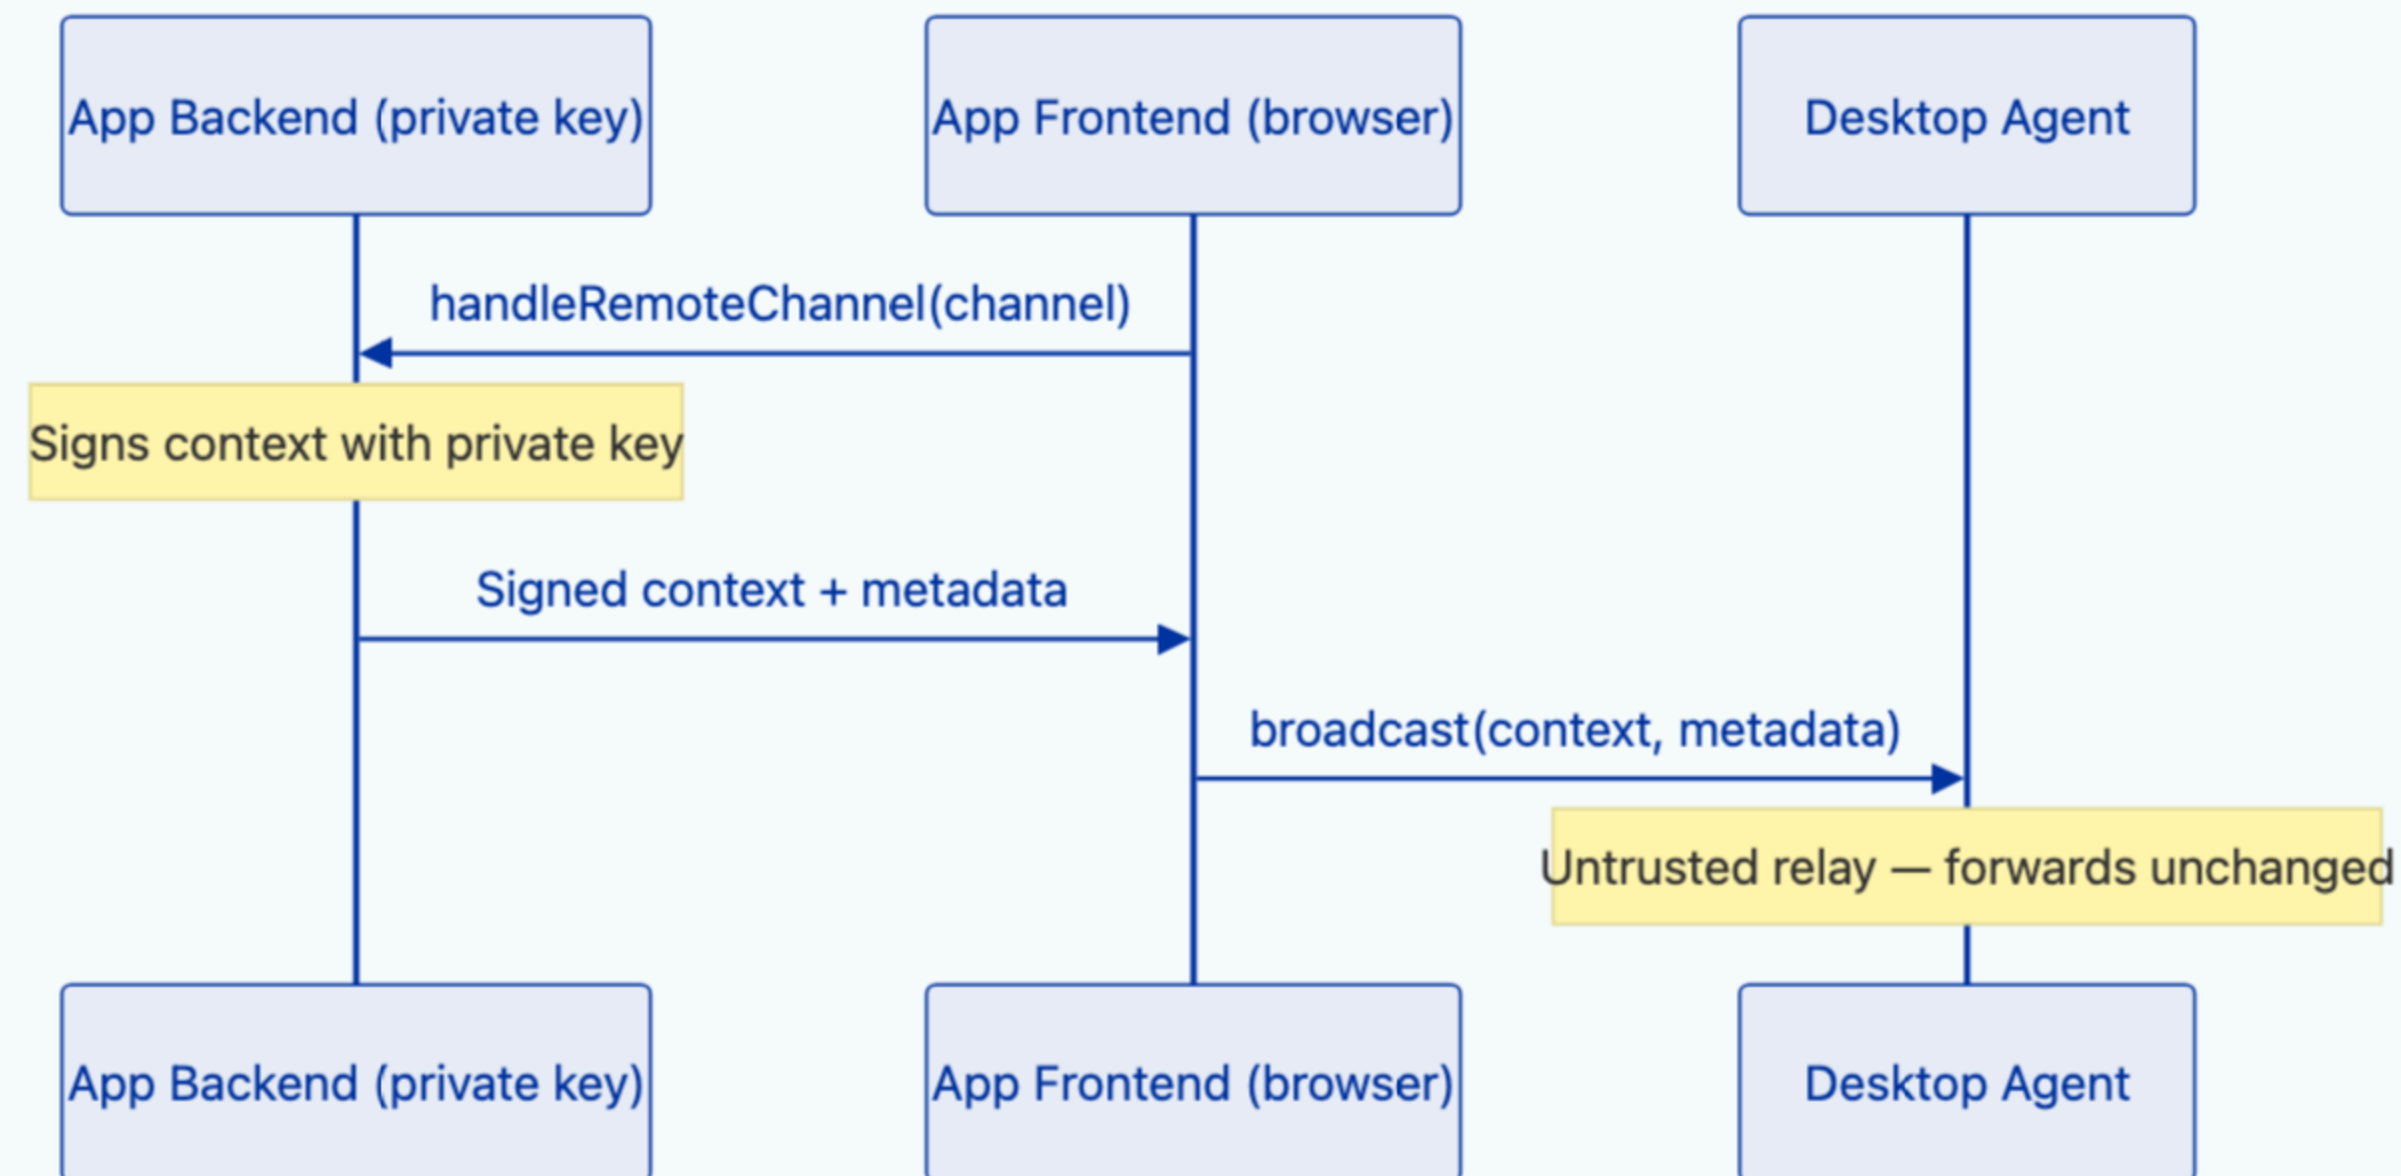 App Backend (private key)
App Frontend (browser)
Desktop Agent
handleRemoteChannel(channel)
Signs context with private key
Signed context + metadata
broadcast(context, metadata)
Untrusted relay — forwards unchanged
App Backend (private key)
App Frontend (browser)
Desktop Agent